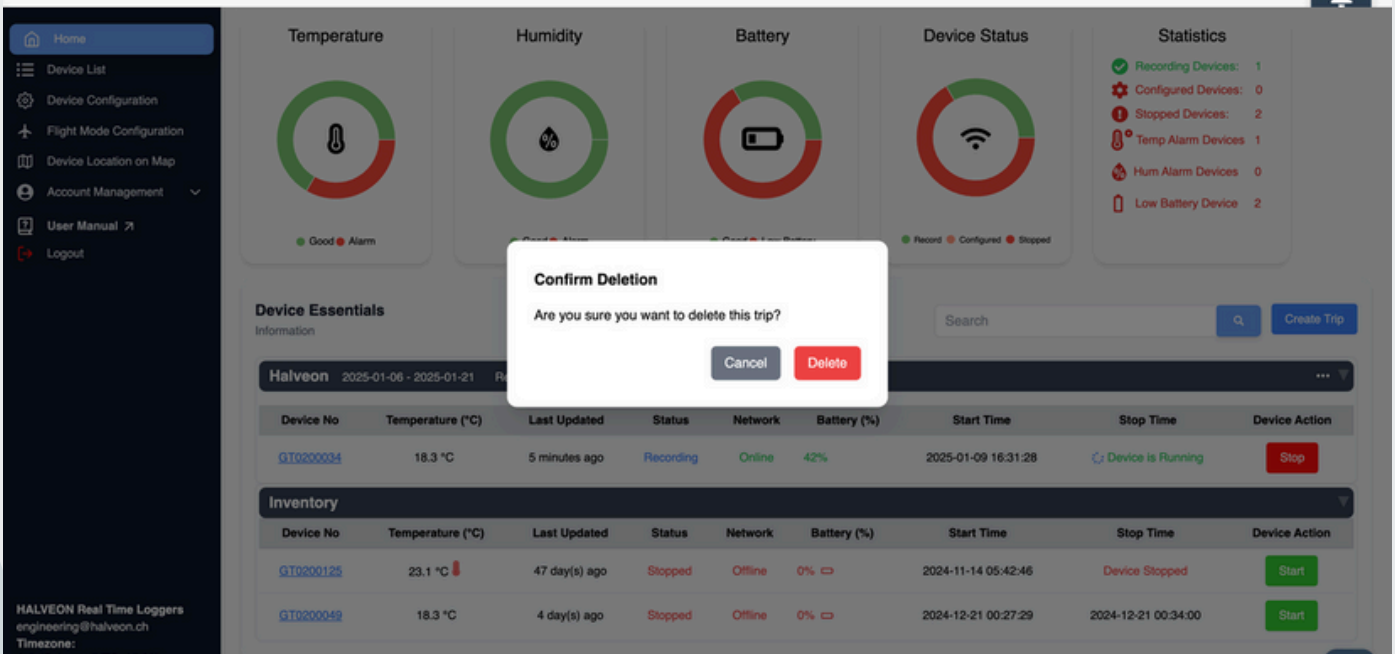 Home
Device List
Device Configuration
Flight Mode Configuration
Device Location on Map
Account Management
User Manual
Logout
HALVEON Real Time Loggers
engineering@halveon.ch
Timezone:
Temperature
Good Alarm
Humidity
%
Good Alarm
Battery
Good Low Battery
Device Status
Record Configured Stopped
Statistics
Recording Devices: 1
Configured Devices: 0
Stopped Devices: 2
Temp Alarm Devices 1
Hum Alarm Devices 0
Low Battery Device 2
Confirm Deletion
Are you sure you want to delete this trip?
Cancel Delete
Device Essentials
Information
Search
Create Trip
Halveon 2025-01-06 - 2025-01-21
Device No Temperature (°C) Last Updated Status Network Battery (%) Start Time Stop Time Device Action
GT0200034 18.3 °C 5 minutes ago Recording Online 42% 2025-01-09 16:31:28 Device is Running Stop
Inventory
Device No Temperature (°C) Last Updated Status Network Battery (%) Start Time Stop Time Device Action
GT0200125 23.1 °C 47 day(s) ago Stopped Offline 0% 2024-11-14 05:42:46 Device Stopped Start
GT0200049 18.3 °C 4 day(s) ago Stopped Offline 0% 2024-12-21 00:27:29 2024-12-21 00:34:00 Start